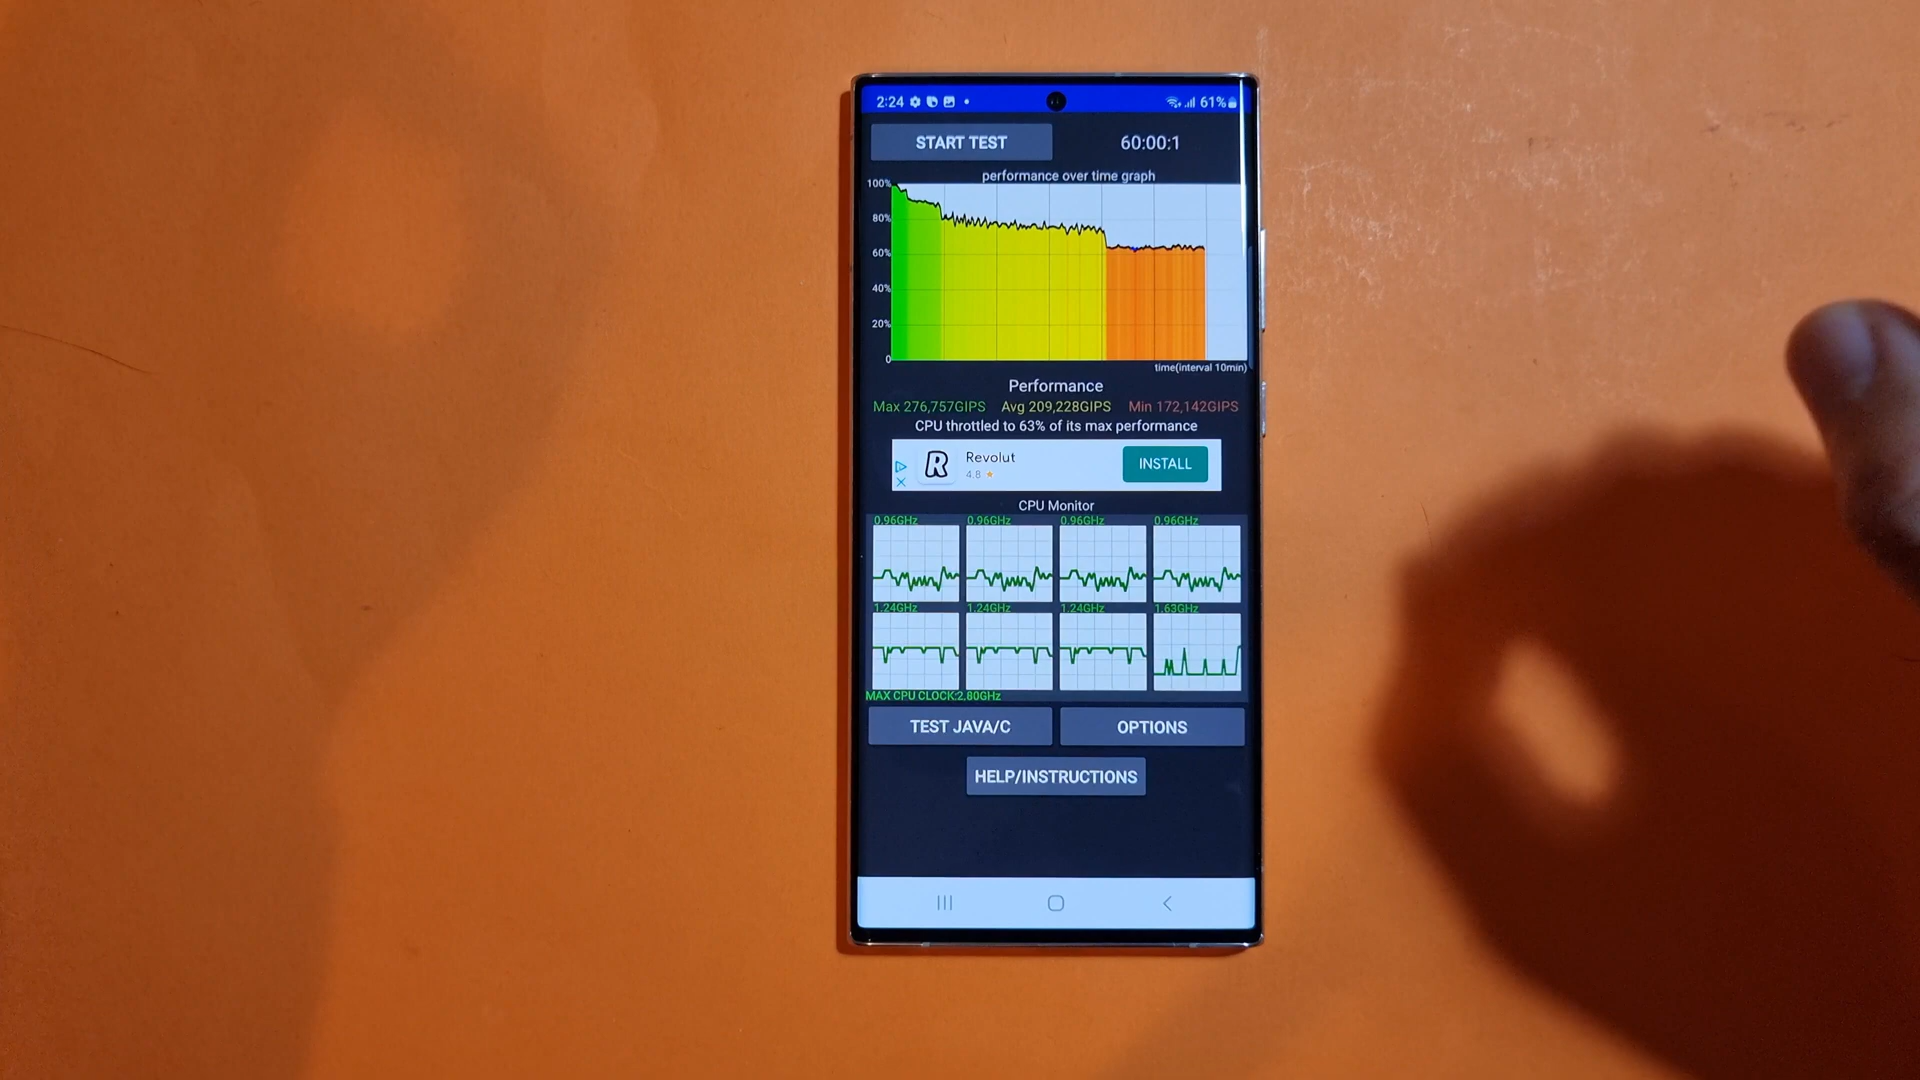 2:24 61%
START TEST 60:00:1
performance over time graph
100%
80%
60%
40%
20%
0
time(interval 10min)
Performance
Max 276,757GIPS Avg 209,228GIPS Min 172,142GIPS
CPU throttled to 63% of its max performance
R Revolut
4.8 ★
INSTALL
CPU Monitor
0.96GHz 0.96GHz 0.96GHz 0.96GHz
1.24GHz 1.24GHz 1.24GHz 1.63GHz
MAX CPU CLOCK:2.80GHz
TEST JAVA/C OPTIONS
HELP/INSTRUCTIONS